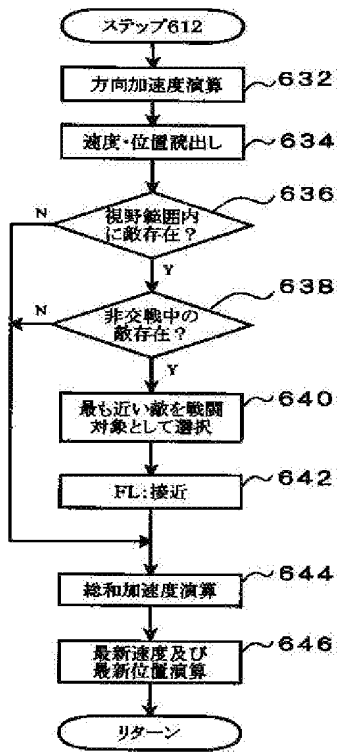 ステップ612
方向加速度演算
632
速度・位置読出し
634
636
N
視野範囲内
に敵存在?
Y
638
N
非交戦中の
敵存在?
Y
最も近い敵を戦闘
対象として選択
640
FL:接近
642
総和加速度演算
644
最新速度及び
最新位置演算
646
リターン